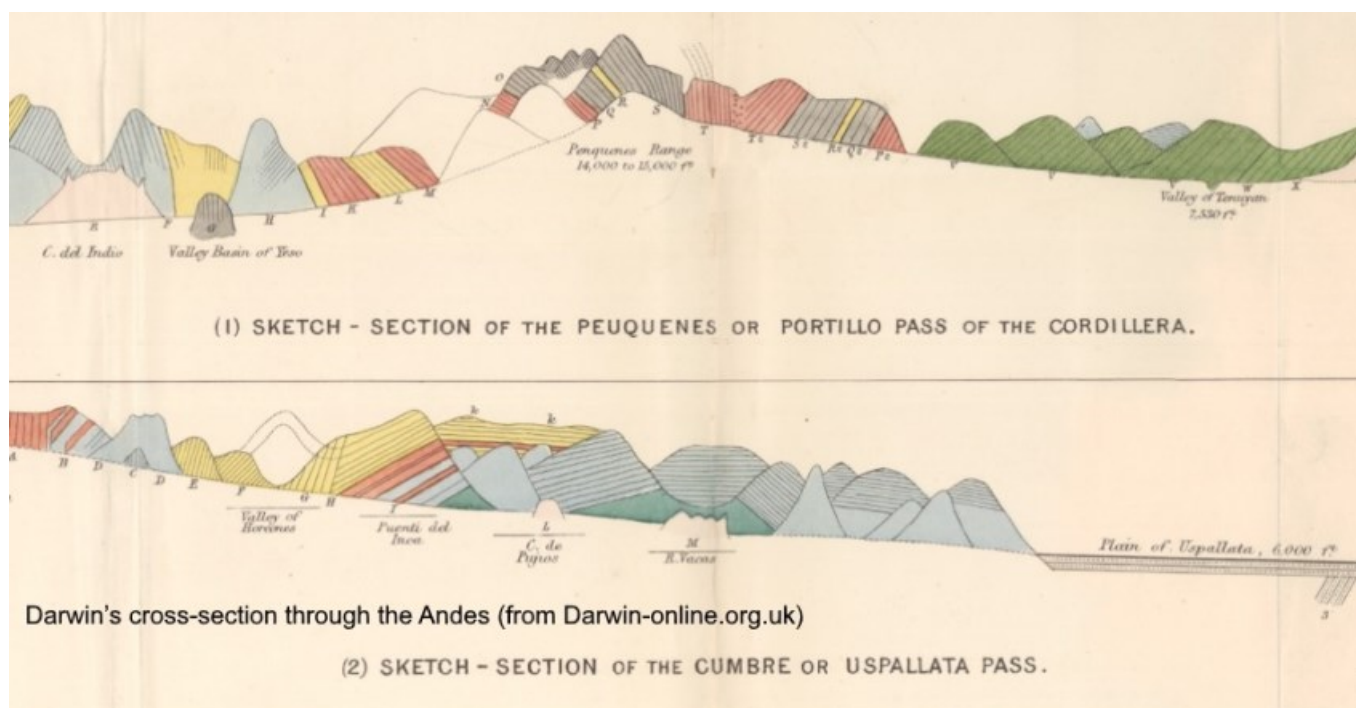 O
N
P
Q
R
S
T
V
V
W
X
Peuquenes Range
14,000 to 15,000 ft
Valley of Tenuyan
7,530 ft
F
G
H
I
K
L
M
C. del Indio
Valley Basin of Yeso
(1) SKETCH - SECTION OF THE PEUQUENES OR PORTILLO PASS OF THE CORDILLERA.
k
k
D
C
D
E
F
G
H
Valley of
Horcones
I
Puenti del
Inca
L
C. de
Puqios
M
R. Vacas
Plain of Uspallata, 6,000 ft
3
Darwin's cross-section through the Andes (from Darwin-online.org.uk)
(2) SKETCH - SECTION OF THE CUMBRE OR USPALLATA PASS.